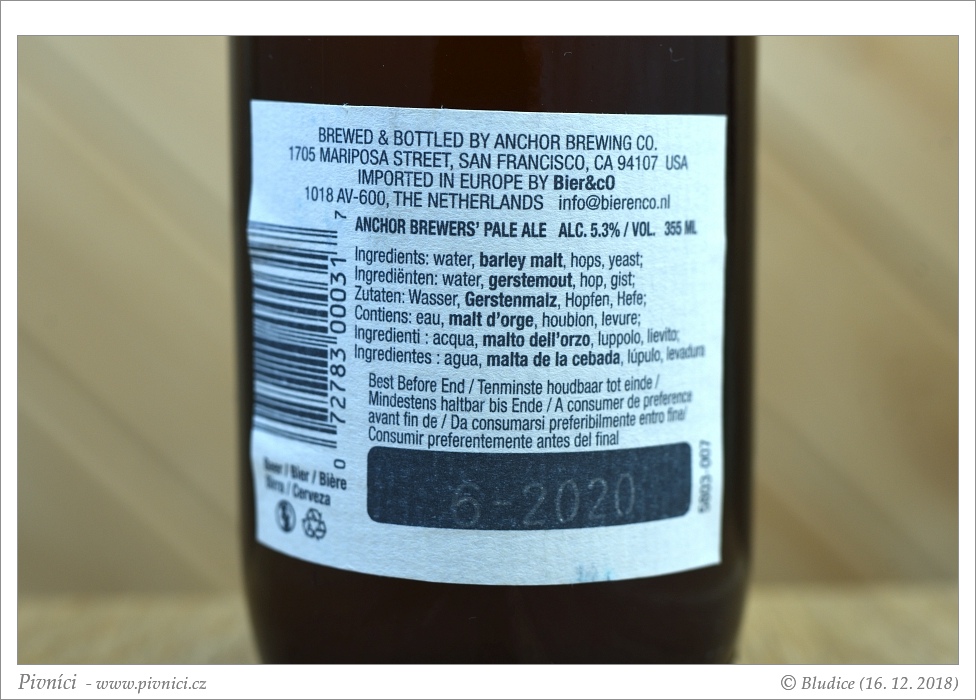 BREWED & BOTTLED BY ANCHOR BREWING CO.
1705 MARIPOSA STREET, SAN FRANCISCO, CA 94107 USA
IMPORTED IN EUROPE BY Bier&cO
1018 AV-600, THE NETHERLANDS info@bierenco.nl
ANCHOR BREWERS' PALE ALE ALC. 5.3% / VOL. 355 ML
Ingredients: water, barley malt, hops, yeast;
Ingrediënten: water, gerstemout, hop, gist;
Zutaten: Wasser, Gerstenmalz, Hopfen, Hefe;
Contiens: eau, malt d'orge, houblon, levure;
Ingredienti : acqua, malto dell'orzo, luppolo, lievito;
Ingredientes : agua, malta de la cebada, lúpulo, levadura
Best Before End / Tenminste houdbaar tot einde /
Mindestens haltbar bis Ende / A consumer de preference
avant fin de / Da consumarsi preferibilmente entro fine/
Consumir preferentemente antes del final
6-2020
5803-007
0 72783 00031 7
Beer / Bier / Bière
Birra / Cerveza
Pivníci - www.pivnici.cz
© Bludice (16. 12. 2018)